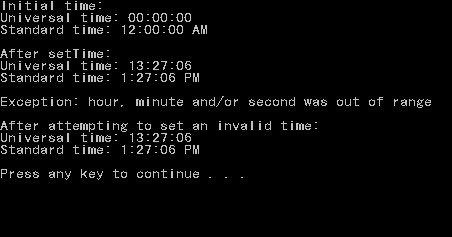 Initial time:
Universal time: 00:00:00
Standard time: 12:00:00 AM
After setTime:
Universal time: 13:27:06
Standard time: 1:27:06 PM
Exception: hour, minute and/or second was out of range
After attempting to set an invalid time:
Universal time: 13:27:06
Standard time: 1:27:06 PM
Press any key to continue . . .